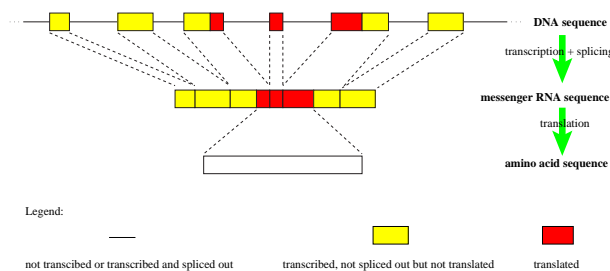 DNA sequence
transcription + splicing
messenger RNA sequence
translation
amino acid sequence
Legend:
not transcibed or transcribed and spliced out
transcribed, not spliced out but not translated
translated